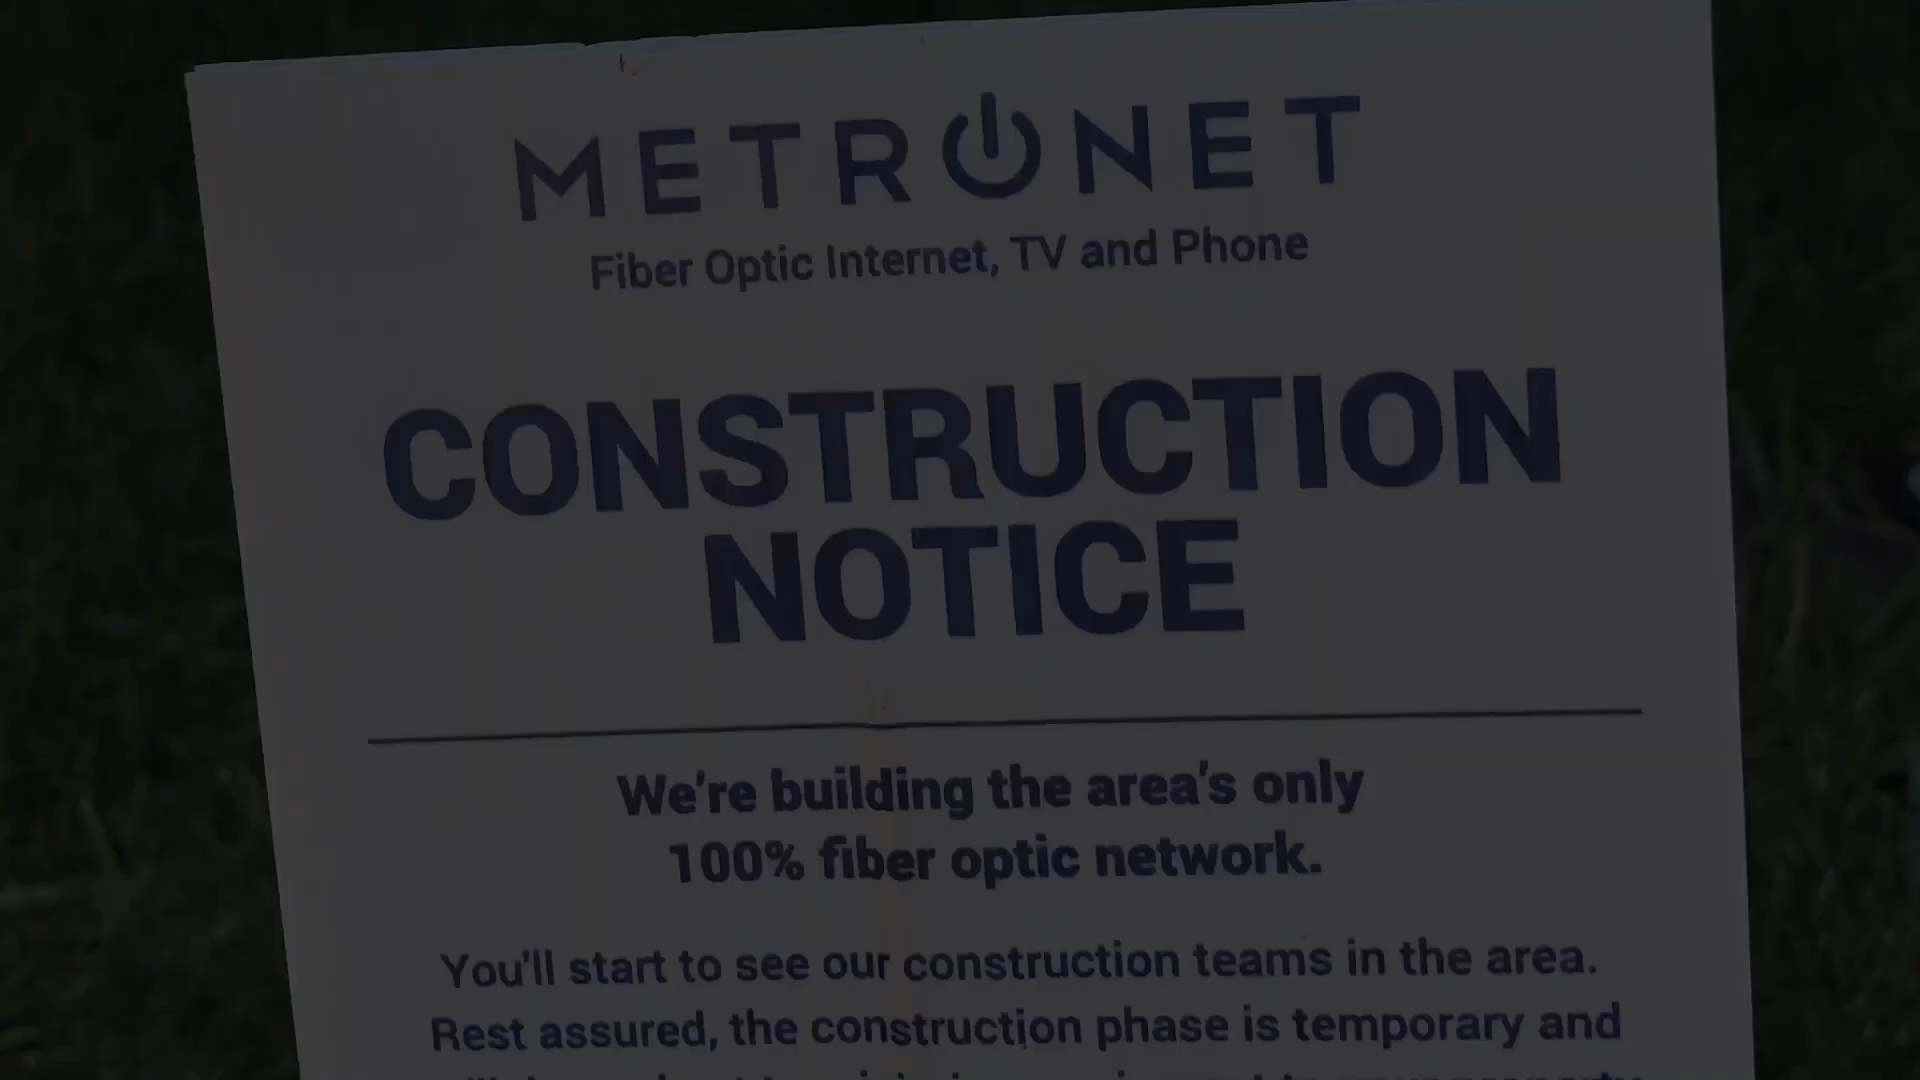 METRONET
Fiber Optic Internet, TV and Phone
CONSTRUCTION
NOTICE
We're building the area's only
100% fiber optic network.
You'll start to see our construction teams in the area.
Rest assured, the construction phase is temporary and